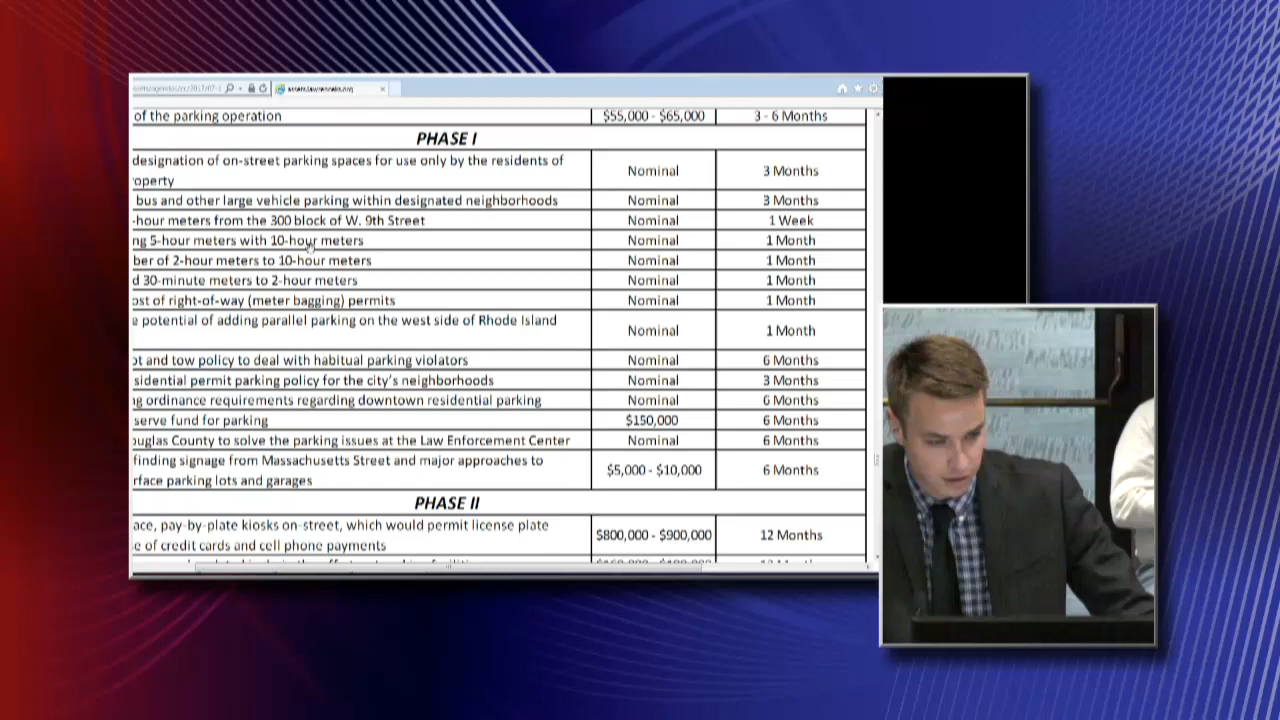 assets.lawrenceks.org
of the parking operation $55,000 - $65,000 3 - 6 Months
PHASE I
designation of on-street parking spaces for use only by the residents of
operty Nominal 3 Months
bus and other large vehicle parking within designated neighborhoods Nominal 3 Months
-hour meters from the 300 block of W. 9th Street Nominal 1 Week
ng 5-hour meters with 10-hour meters Nominal 1 Month
ber of 2-hour meters to 10-hour meters Nominal 1 Month
d 30-minute meters to 2-hour meters Nominal 1 Month
ost of right-of-way (meter bagging) permits Nominal 1 Month
e potential of adding parallel parking on the west side of Rhode Island Nominal 1 Month
ot and tow policy to deal with habitual parking violators Nominal 6 Months
sidential permit parking policy for the city's neighborhoods Nominal 3 Months
ng ordinance requirements regarding downtown residential parking Nominal 6 Months
serve fund for parking $150,000 6 Months
ouglas County to solve the parking issues at the Law Enforcement Center Nominal 6 Months
finding signage from Massachusetts Street and major approaches to
rface parking lots and garages $5,000 - $10,000 6 Months
PHASE II
ace, pay-by-plate kiosks on-street, which would permit license plate
e of credit cards and cell phone payments $800,000 - $900,000 12 Months